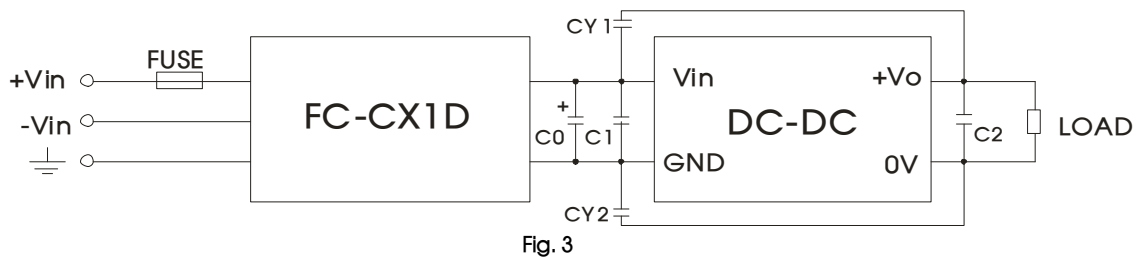 CY1
FUSE
+Vin
-Vin
FC-CX1D
+
C0
C1
Vin
GND
DC-DC
+Vo
0V
C2
LOAD
CY2
Fig. 3